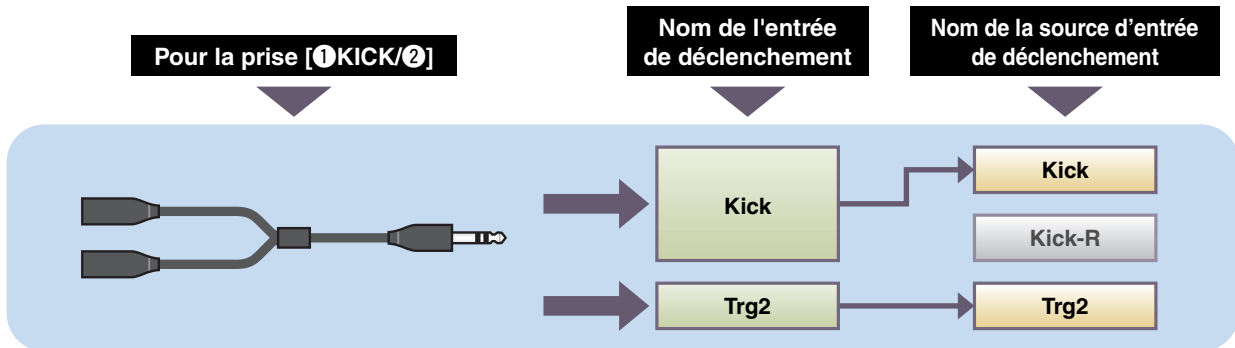 Pour la prise [❶KICK/❷]
Nom de l'entrée
de déclenchement
Nom de la source d’entrée
de déclenchement
Kick
Kick
Kick-R
Trg2
Trg2